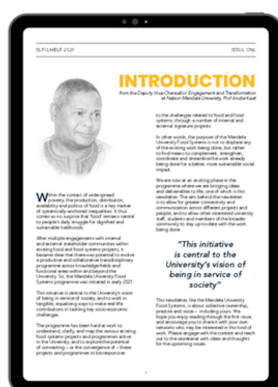 SEPTEMBER 2021
ISSUE ONE
INTRODUCTION
from the Deputy Vice-Chancellor: Engagement and Transformation
at Nelson Mandela University, Prof André Keet
Within the context of widespread
poverty, the production, distribution,
availability and politics of food is a key marker
of systemically-anchored inequalities. It thus
comes as no surprise that 'food' remains central
to people's daily struggle for dignified and
sustainable livelihoods.
After multiple engagements with internal
and external stakeholder communities within
existing food and food systems projects, it
became clear that there was potential to evolve
a productive and collaborative transdisciplinary
programme across knowledge fields and
functional areas within and beyond the
University. So, the Mandela University Food
Systems programme was initiated in early 2021.
This initiative is central to the University's vision
of being in service of society, and to work in
tangible, equalising ways to make real life
contributions in tackling key socio-economic
challenges.
The programme has been hard at work to
understand, clarify, and map the various existing
food systems projects and programmes active
in the University, and to explore the potential
of connecting – or the convergence of – these
projects and programmes to be responsive
to the challenges related to food and food
systems, through a number of internal and
external signature projects.
In other words, the purpose of the Mandela
University Food Systems is not to displace any
of the existing work being done, but rather
to find means to complement, strengthen,
coordinate and streamline the work already
being done for a better, more sustainable social
impact.
We are now at an exciting phase in the
programme where we are bringing ideas
and deliverables to life, one of which is this
newsletter. The aim behind the newsletter
is to allow for greater connectivity and
communication across different projects and
people, and to allow other interested university
staff, students and members of the broader
community to stay up-to-date with the work
being done.
"This initiative
is central to the
University's vision of
being in service of
society"
This newsletter, like the Mandela University
Food Systems, is about collective ownership,
practice and voice – including yours. We
hope you enjoy reading through the first issue,
and encourage you to share it with your own
networks who may be interested in this kind of
work. Please engage with the content and reach
out to the secretariat with ideas and thoughts
for the upcoming issues.